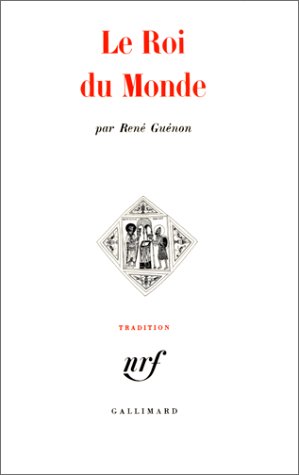 Le Roi
du Monde
par René Guénon
TRADITION
nrf
GALLIMARD